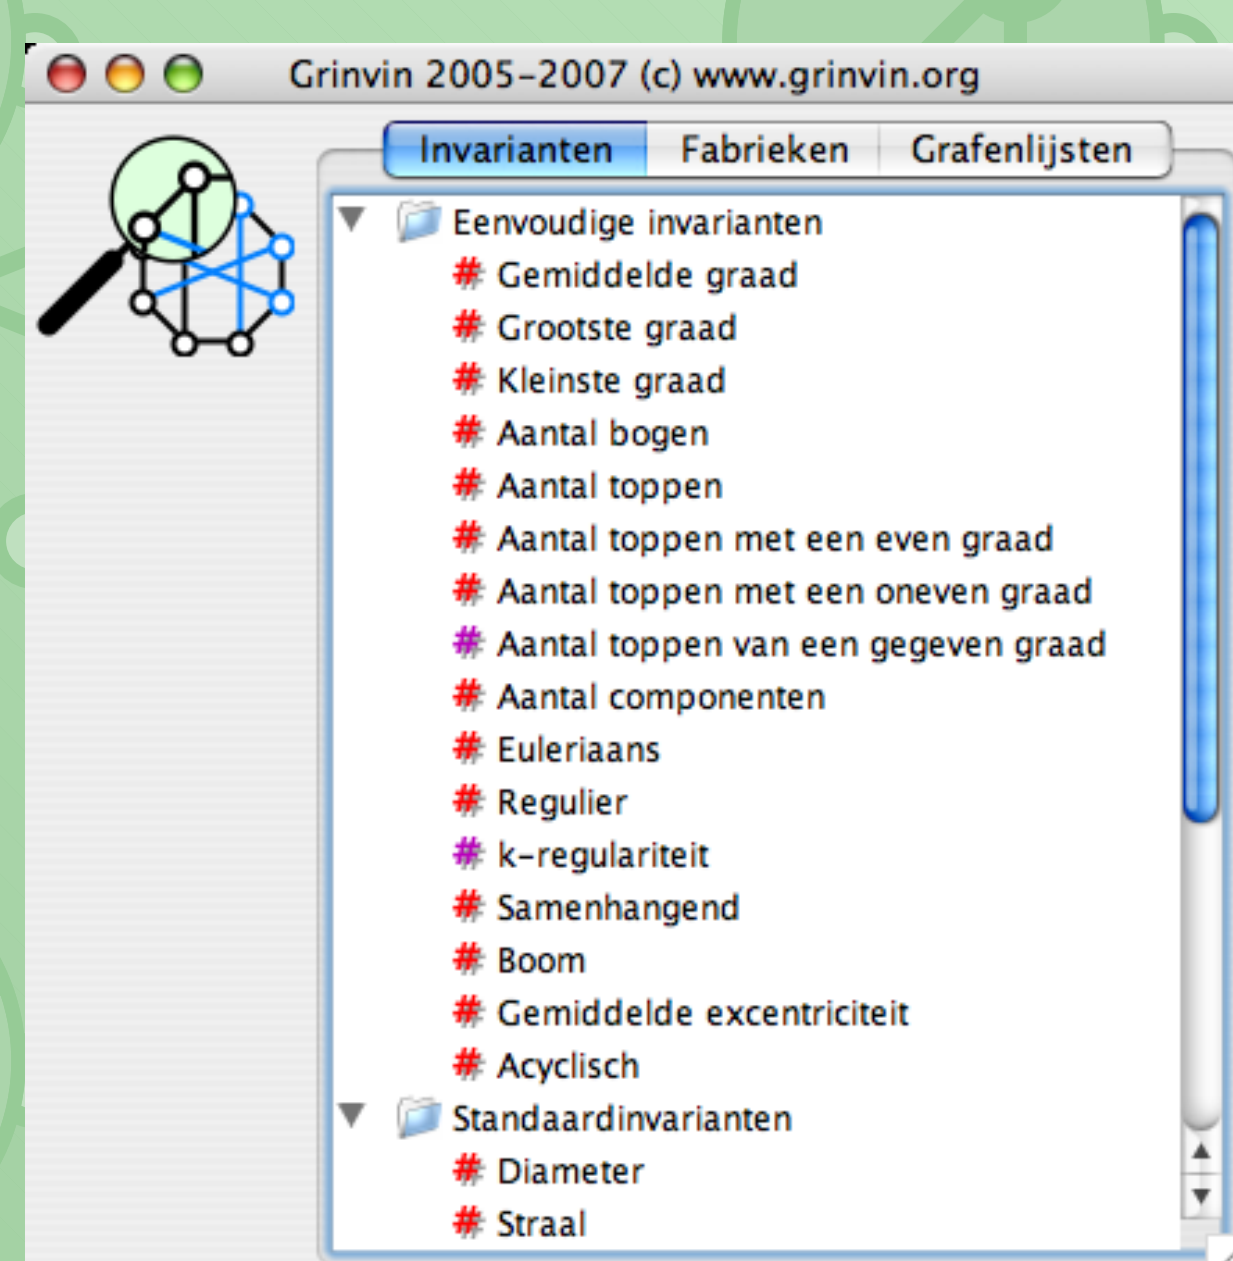 Grinvin 2005-2007 (c) www.grinvin.org
Invarianten Fabrieken Grafenlijsten
Eenvoudige invarianten
# Gemiddelde graad
# Grootste graad
# Kleinste graad
# Aantal bogen
# Aantal toppen
# Aantal toppen met een even graad
# Aantal toppen met een oneven graad
# Aantal toppen van een gegeven graad
# Aantal componenten
# Euleriaans
# Regulier
# k-regulariteit
# Samenhangend
# Boom
# Gemiddelde excentriciteit
# Acyclisch
Standaardinvarianten
# Diameter
# Straal